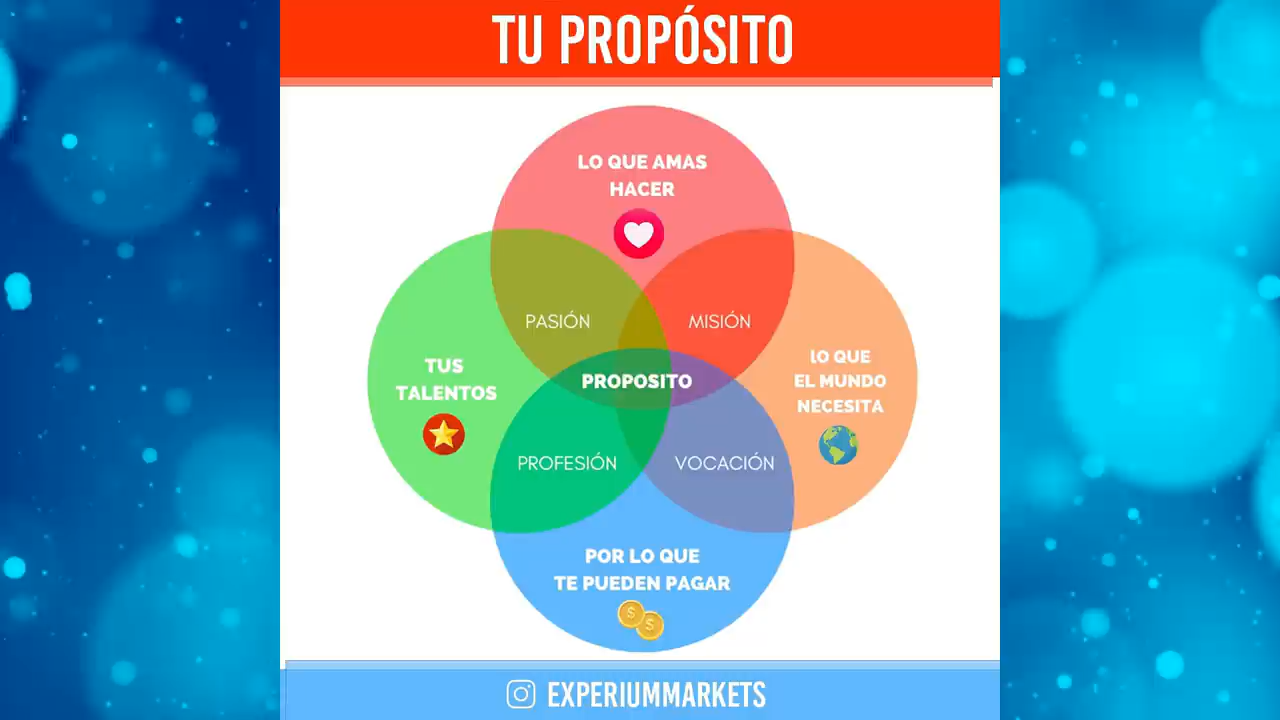 TU PROPÓSITO
LO QUE AMAS
HACER
PASIÓN
MISIÓN
TUS
TALENTOS
LO QUE
EL MUNDO
NECESITA
PROPOSITO
PROFESIÓN
VOCACIÓN
POR LO QUE
TE PUEDEN PAGAR
$ $
EXPERIUMMARKETS